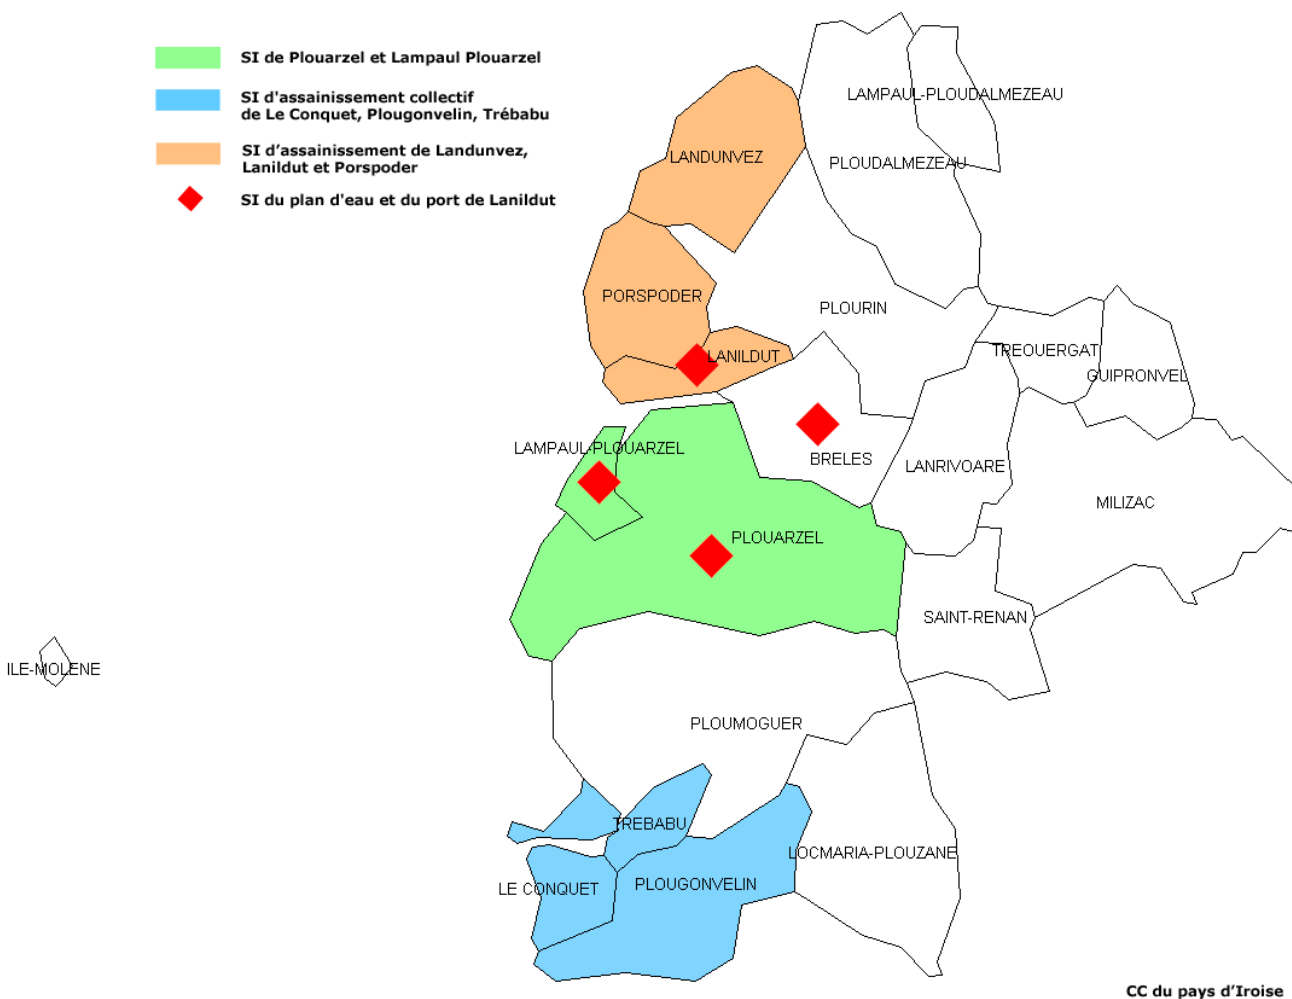 SI de Plouarzel et Lampaul Plouarzel
SI d'assainissement collectif
de Le Conquet, Plougonvelin, Trébabu
SI d’assainissement de Landunvez,
Lanildut et Porspoder
SI du plan d'eau et du port de Lanildut
LAMPAUL-PLOUDALMEZEAU
LANDUNVEZ
PLOUDALMEZEAU
PORSPODER
PLOURIN
LANILDUT
TREOUERGAT
GUIPRONVEL
LAMPAUL-PLOUARZEL
BRELES
LANRIVOARE
MILIZAC
PLOUARZEL
SAINT-RENAN
ILE-MOLENE
PLOUMOGUER
TREBABU
LOCMARIA-PLOUZANE
LE CONQUET
PLOUGONVELIN
CC du pays d’Iroise